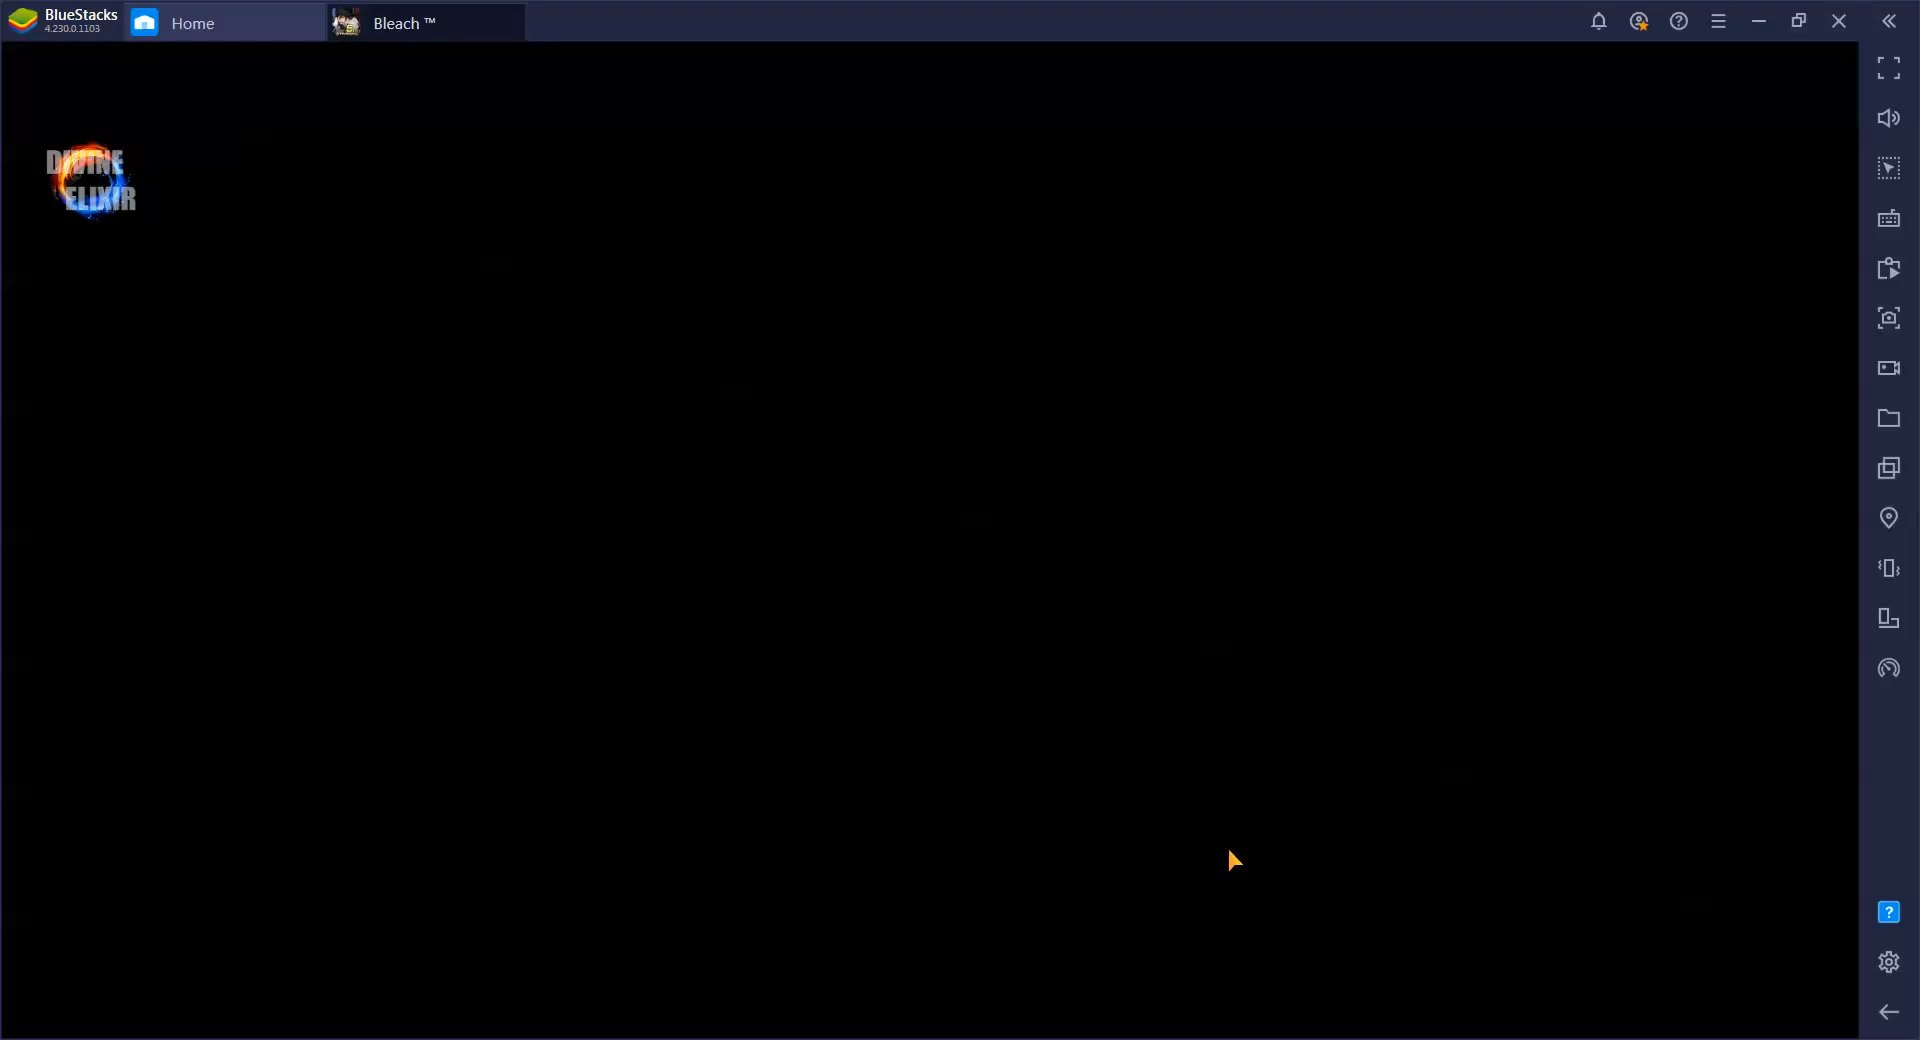 BlueStacks
4.230.0.1103
Home
Bleach ™
DIVINE
ELIXIR